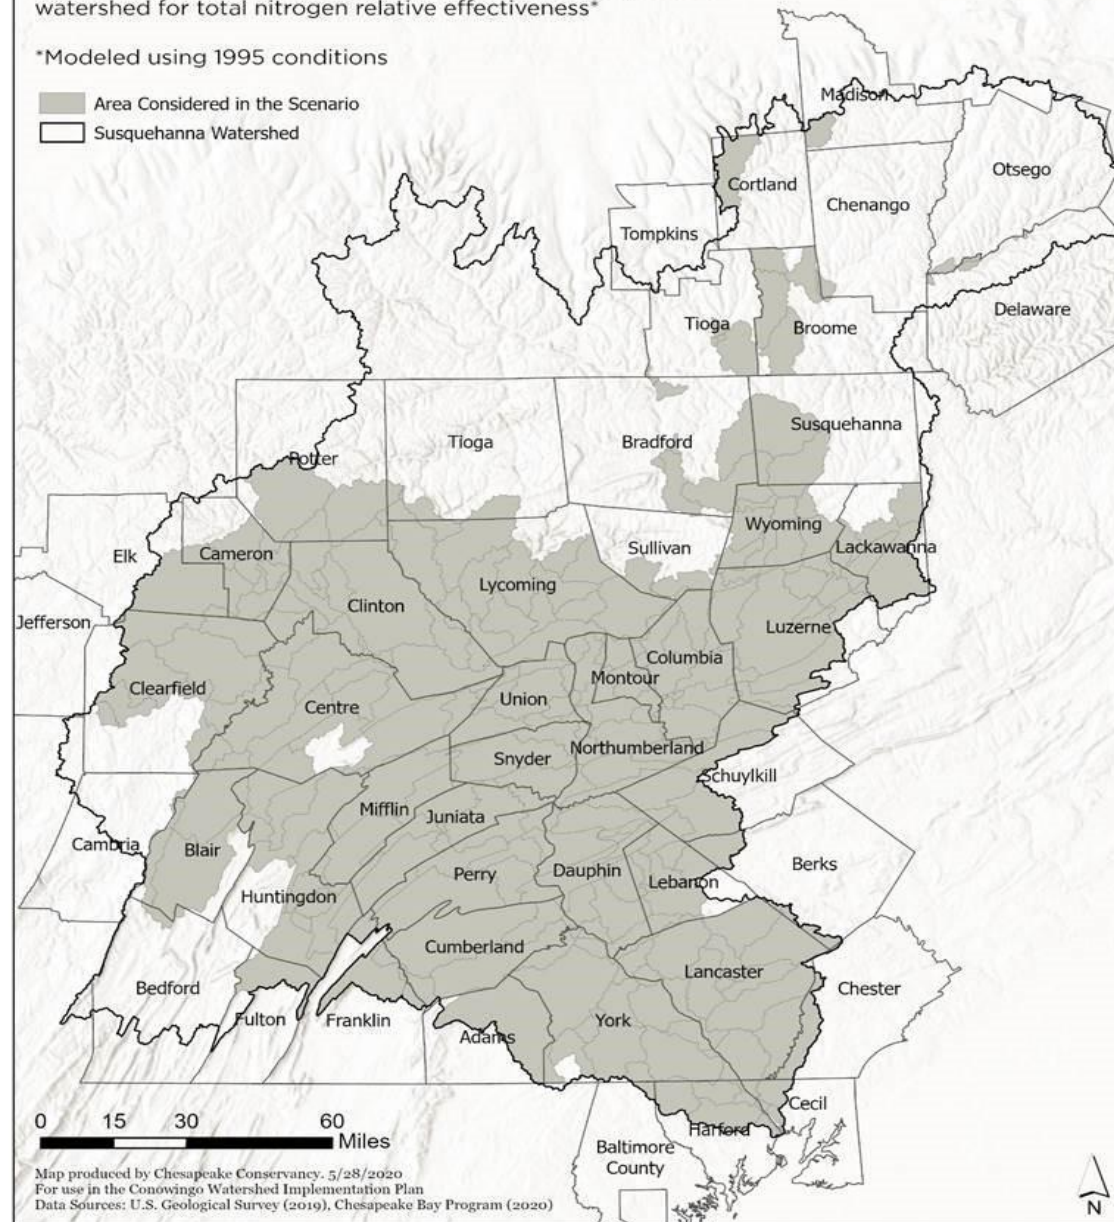 watershed for total nitrogen relative effectiveness*
*Modeled using 1995 conditions
Area Considered in the Scenario
Susquehanna Watershed
Madison
Otsego
Cortland
Chenango
Tompkins
Delaware
Tioga
Broome
Susquehanna
Tioga
Bradford
Potter
Wyoming
Elk
Cameron
Sullivan
Lackawanna
Lycoming
Clinton
Jefferson
Luzerne
Columbia
Montour
Clearfield
Union
Centre
Northumberland
Snyder
Schuylkill
Mifflin
Juniata
Cambria
Blair
Berks
Perry
Dauphin
Lebanon
Huntingdon
Cumberland
Lancaster
Bedford
Chester
Fulton
Franklin
York
Adams
Cecil
0 15 30 60
Miles
Harford
Baltimore
County
Map produced by Chesapeake Conservancy. 5/28/2020
For use in the Conowingo Watershed Implementation Plan
Data Sources: U.S. Geological Survey (2019), Chesapeake Bay Program (2020)
N